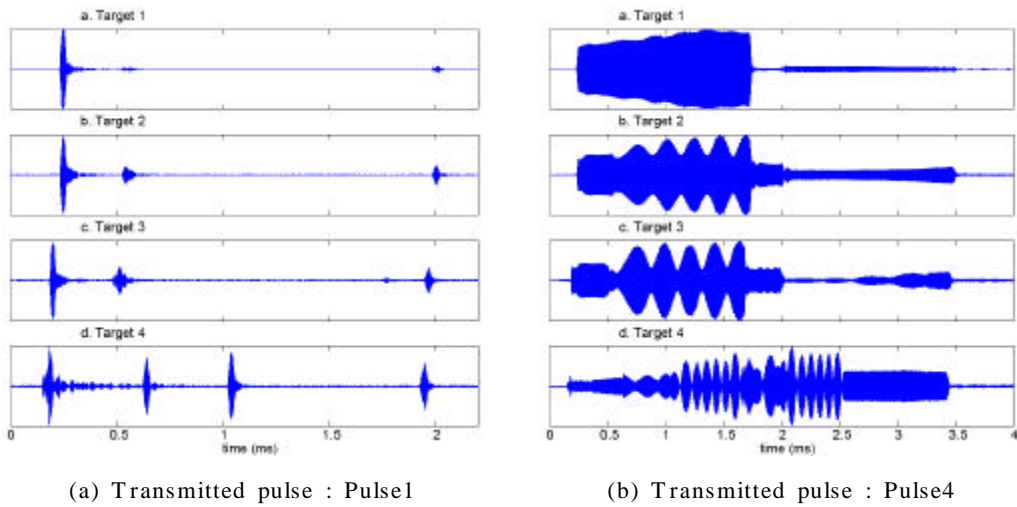 a. Target 1
b. Target 2
c. Target 3
d. Target 4
0 0.5 1 1.5 2
time (ms)
(a) Transmitted pulse : Pulse1
a. Target 1
b. Target 2
c. Target 3
d. Target 4
0 0.5 1 1.5 2 2.5 3 3.5 4
time (ms)
(b) Transmitted pulse : Pulse4